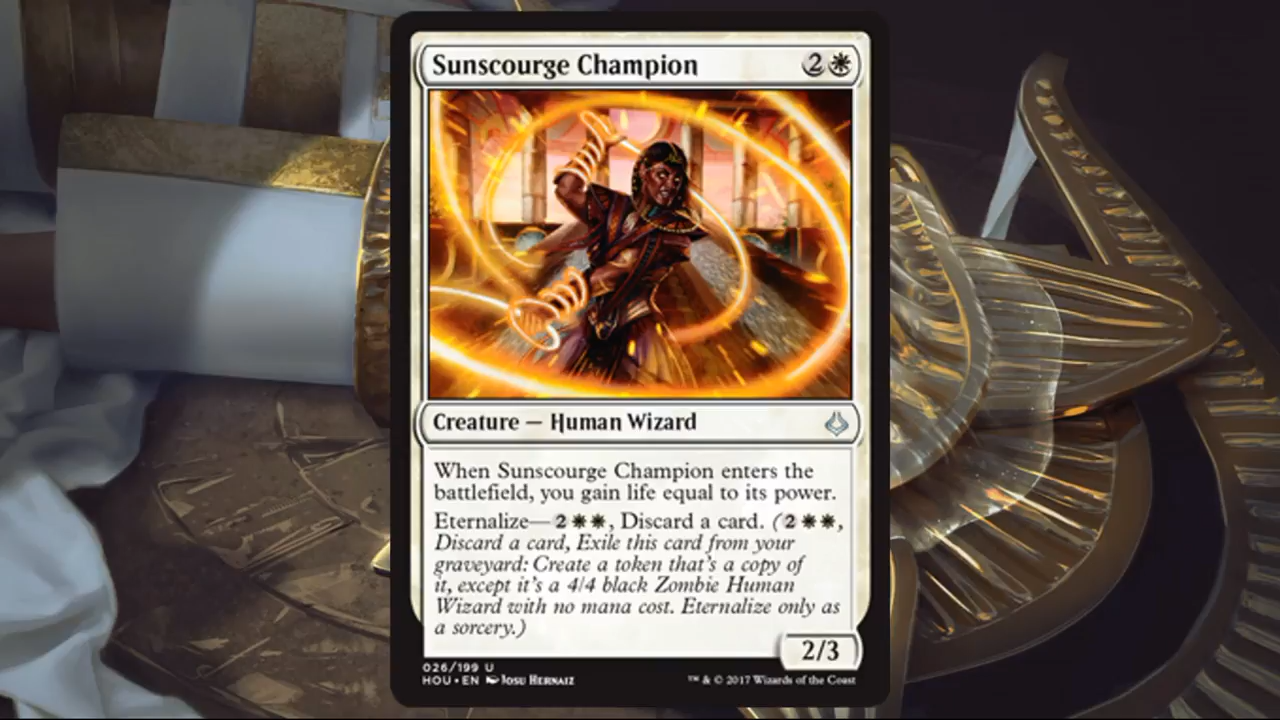 Sunscourge Champion 2
Creature — Human Wizard
When Sunscourge Champion enters the
battlefield, you gain life equal to its power.
Eternalize—2, Discard a card. (2,
Discard a card, Exile this card from your
graveyard: Create a token that's a copy of
it, except it's a 4/4 black Zombie Human
Wizard with no mana cost. Eternalize only as
a sorcery.)
2/3
026/199 U
HOU • EN Josu Hernaiz
™ & © 2017 Wizards of the Coast